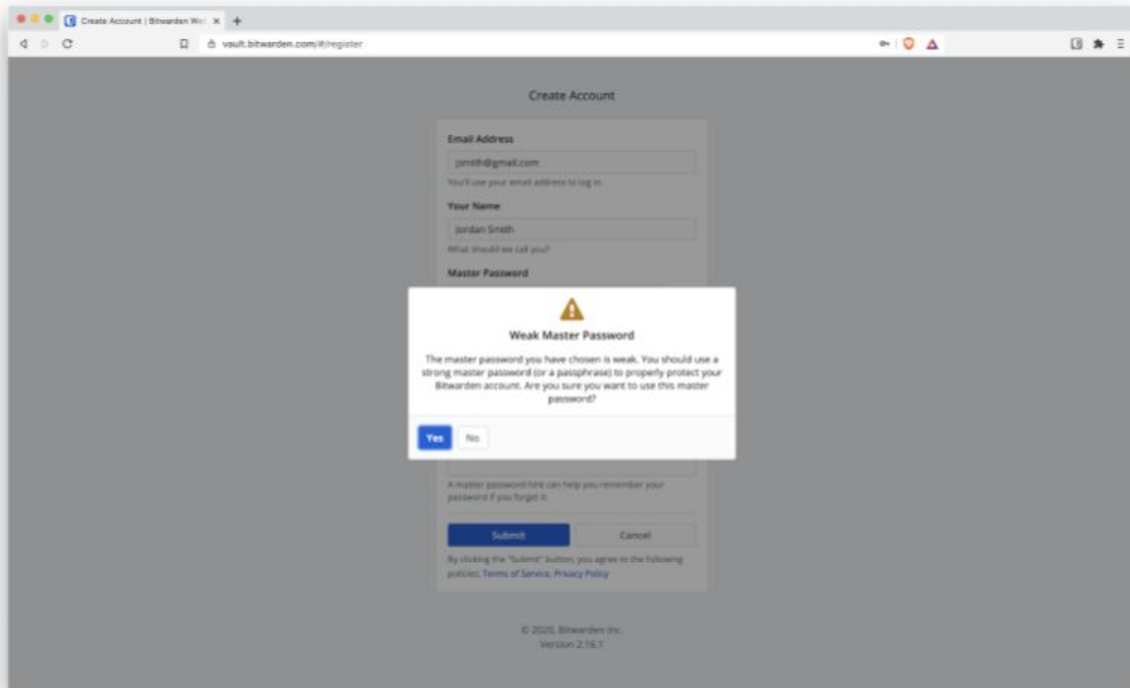 Create Account | Bitwarden We
vault.bitwarden.com/#/register
Create Account
Email Address
jsmith@gmail.com
You'll use your email address to log in.
Your Name
Jordan Smith
What should we call you?
Master Password
Weak Master Password
The master password you have chosen is weak. You should use a
strong master password (or a passphrase) to properly protect your
Bitwarden account. Are you sure you want to use this master
password?
Yes No
A master password hint can help you remember your
password if you forget it.
Submit Cancel
By clicking the "Submit" button, you agree to the following
policies: Terms of Service, Privacy Policy
© 2020, Bitwarden Inc.
Version 2.16.1